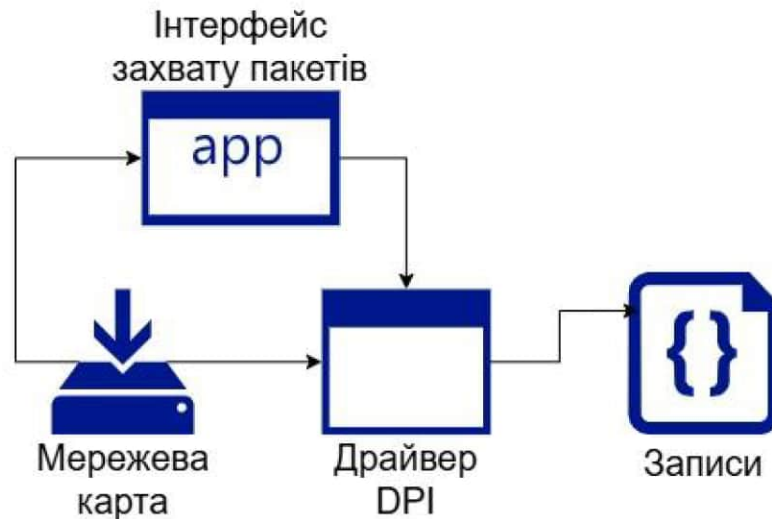 Інтерфейс
захвату пакетів
app
{}
Мережева
карта
Драйвер
DPI
Записи